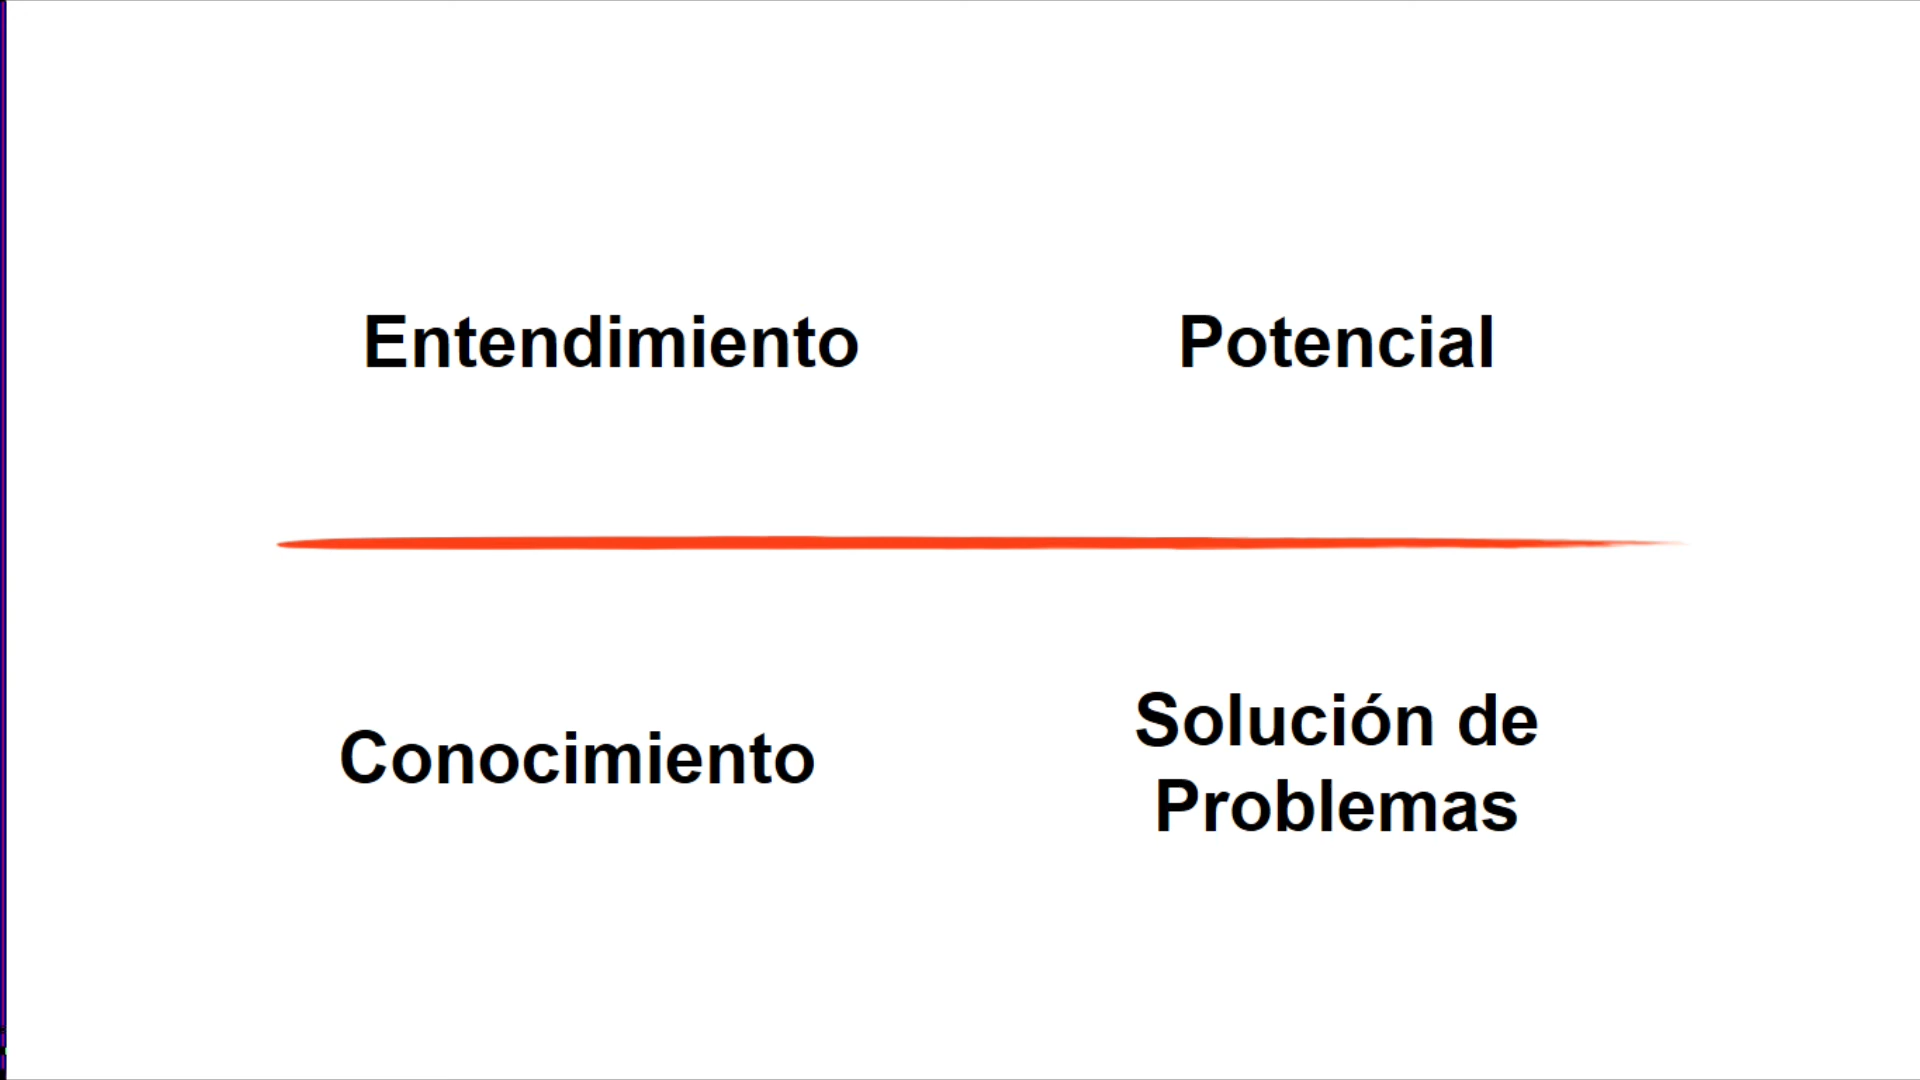 Entendimiento
Potencial
Conocimiento
Solución de
Problemas